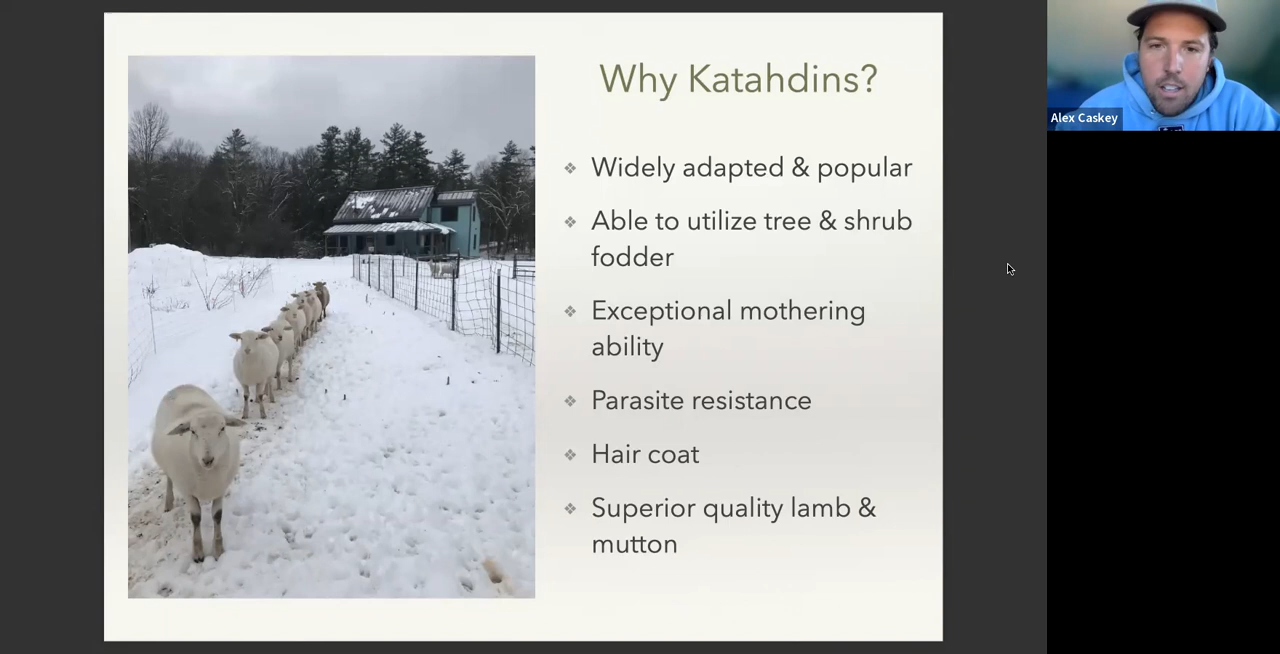 Why Katahdins?
Widely adapted & popular
Able to utilize tree & shrub
fodder
Exceptional mothering
ability
Parasite resistance
Hair coat
Superior quality lamb &
mutton
Alex Caskey